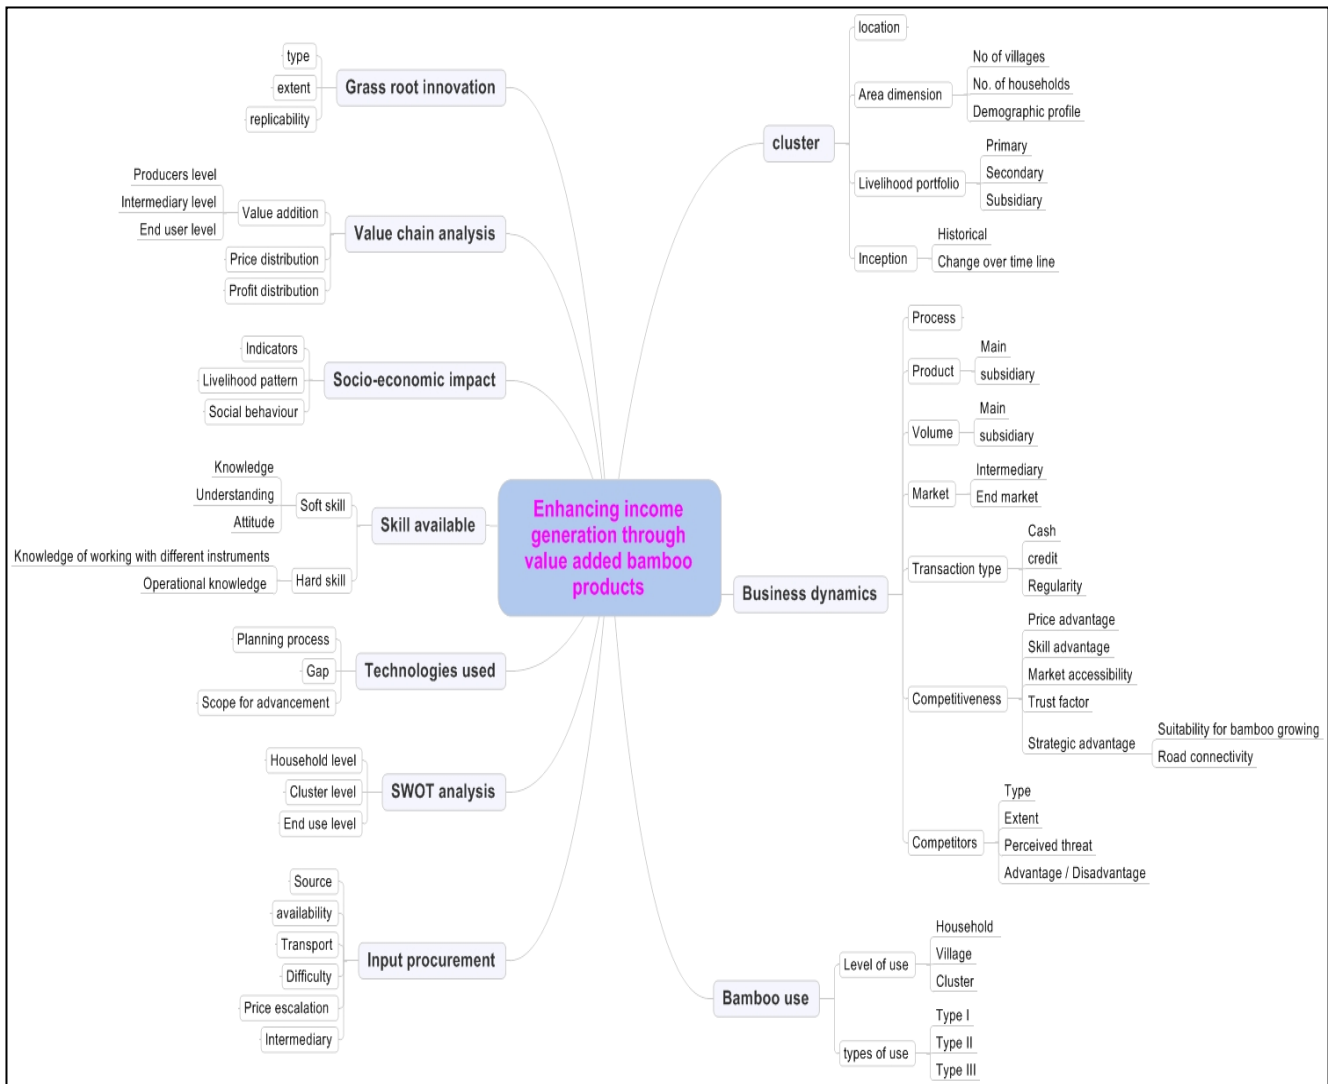 Enhancing income
generation through
value added bamboo
products
Grass root innovation
type
extent
replicability
Value chain analysis
Value addition
Producers level
Intermediary level
End user level
Price distribution
Profit distribution
Socio-economic impact
Indicators
Livelihood pattern
Social behaviour
Skill available
Soft skill
Knowledge
Understanding
Attitude
Hard skill
Knowledge of working with different instruments
Operational knowledge
Technologies used
Planning process
Gap
Scope for advancement
SWOT analysis
Household level
Cluster level
End use level
Input procurement
Source
availability
Transport
Difficulty
Price escalation
Intermediary
cluster
location
Area dimension
No of villages
No. of households
Demographic profile
Livelihood portfolio
Primary
Secondary
Subsidiary
Inception
Historical
Change over time line
Business dynamics
Process
Product
Main
subsidiary
Volume
Main
subsidiary
Market
Intermediary
End market
Transaction type
Cash
credit
Regularity
Competitiveness
Price advantage
Skill advantage
Market accessibility
Trust factor
Strategic advantage
Suitability for bamboo growing
Road connectivity
Competitors
Type
Extent
Perceived threat
Advantage / Disadvantage
Bamboo use
Level of use
Household
Village
Cluster
types of use
Type I
Type II
Type III